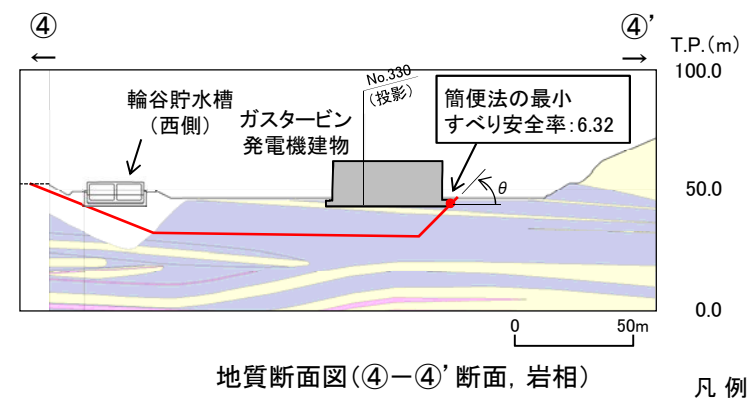 ④
④’
T.P.(m)
100.0
No.330
(投影)
輪谷貯水槽
(西側)
ガスタービン
発電機建物
簡便法の最小
すべり安全率:6.32
θ
50.0
0.0
0
50m
地質断面図(④-④’断面, 岩相)
凡 例